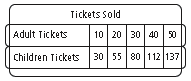 Tickets Sold
Adult Tickets 10 20 30 40 50
Children Tickets 30 55 80 112 137